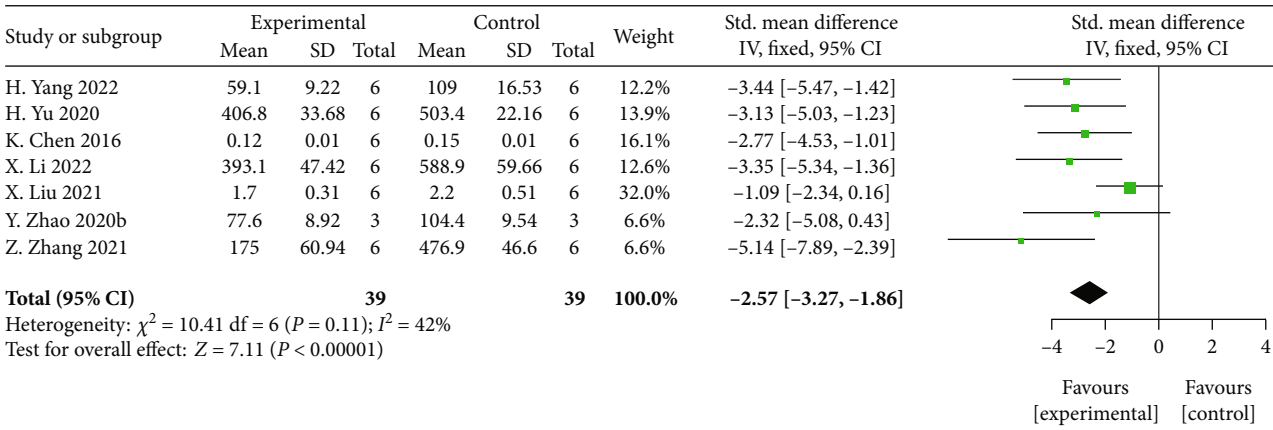 Study or subgroup Experimental Control Weight Std. mean difference IV, fixed, 95% CI Std. mean difference IV, fixed, 95% CI
Mean SD Total Mean SD Total
H. Yang 2022 59.1 9.22 6 109 16.53 6 12.2% –3.44 [–5.47, –1.42]
H. Yu 2020 406.8 33.68 6 503.4 22.16 6 13.9% –3.13 [–5.03, –1.23]
K. Chen 2016 0.12 0.01 6 0.15 0.01 6 16.1% –2.77 [–4.53, –1.01]
X. Li 2022 393.1 47.42 6 588.9 59.66 6 12.6% –3.35 [–5.34, –1.36]
X. Liu 2021 1.7 0.31 6 2.2 0.51 6 32.0% –1.09 [–2.34, 0.16]
Y. Zhao 2020b 77.6 8.92 3 104.4 9.54 3 6.6% –2.32 [–5.08, 0.43]
Z. Zhang 2021 175 60.94 6 476.9 46.6 6 6.6% –5.14 [–7.89, –2.39]
Total (95% CI) 39 39 100.0% –2.57 [–3.27, –1.86]
Heterogeneity: χ² = 10.41 df = 6 (P = 0.11); I² = 42%
Test for overall effect: Z = 7.11 (P < 0.00001)
–4 –2 0 2 4
Favours [experimental] Favours [control]